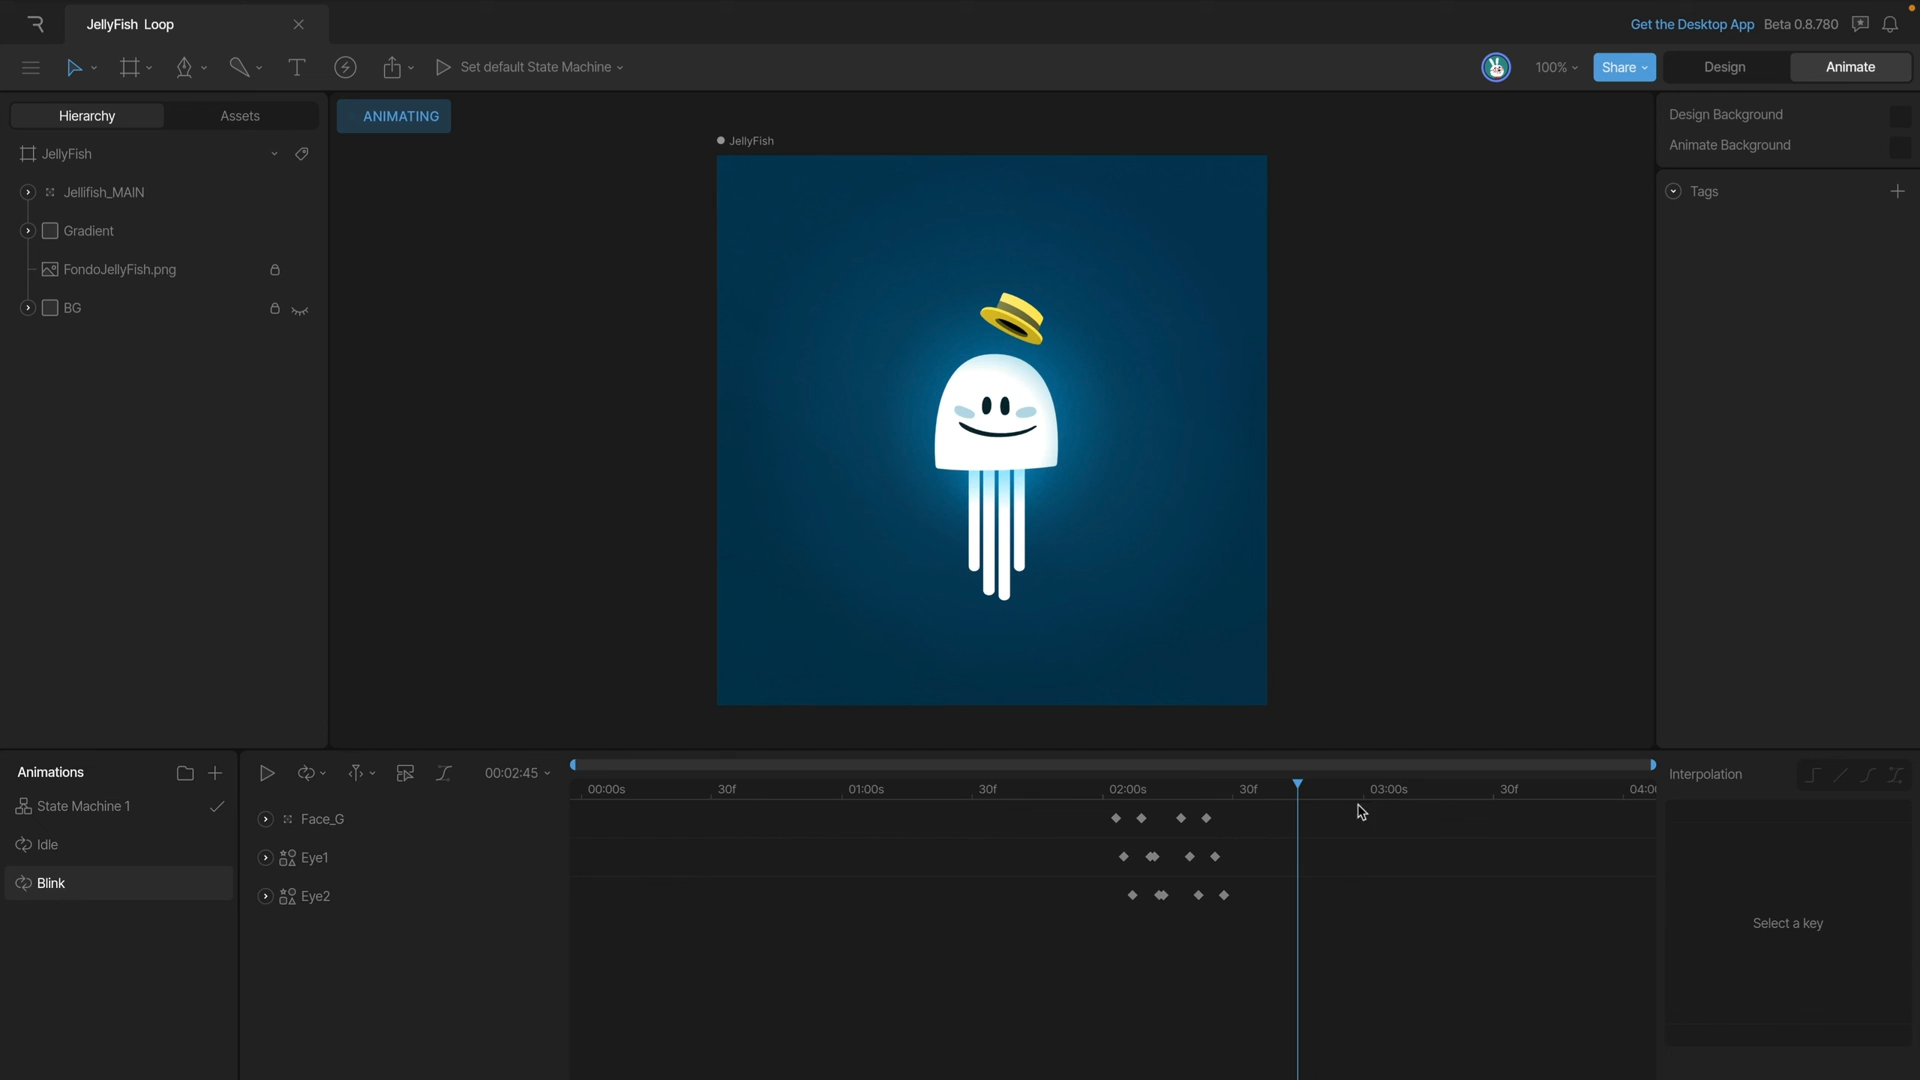 JellyFish Loop
Get the Desktop App Beta 0.8.780
Set default State Machine
100%
Share
Design
Animate
Hierarchy
Assets
ANIMATING
Design Background
Animate Background
JellyFish
JellyFish
Jellifish_MAIN
Tags
Gradient
FondoJellyFish.png
BG
Animations
00:02:45
Interpolation
00:00s
30f
01:00s
30f
02:00s
30f
03:00s
30f
04:0
State Machine 1
Face_G
Idle
Eye1
Blink
Eye2
Select a key